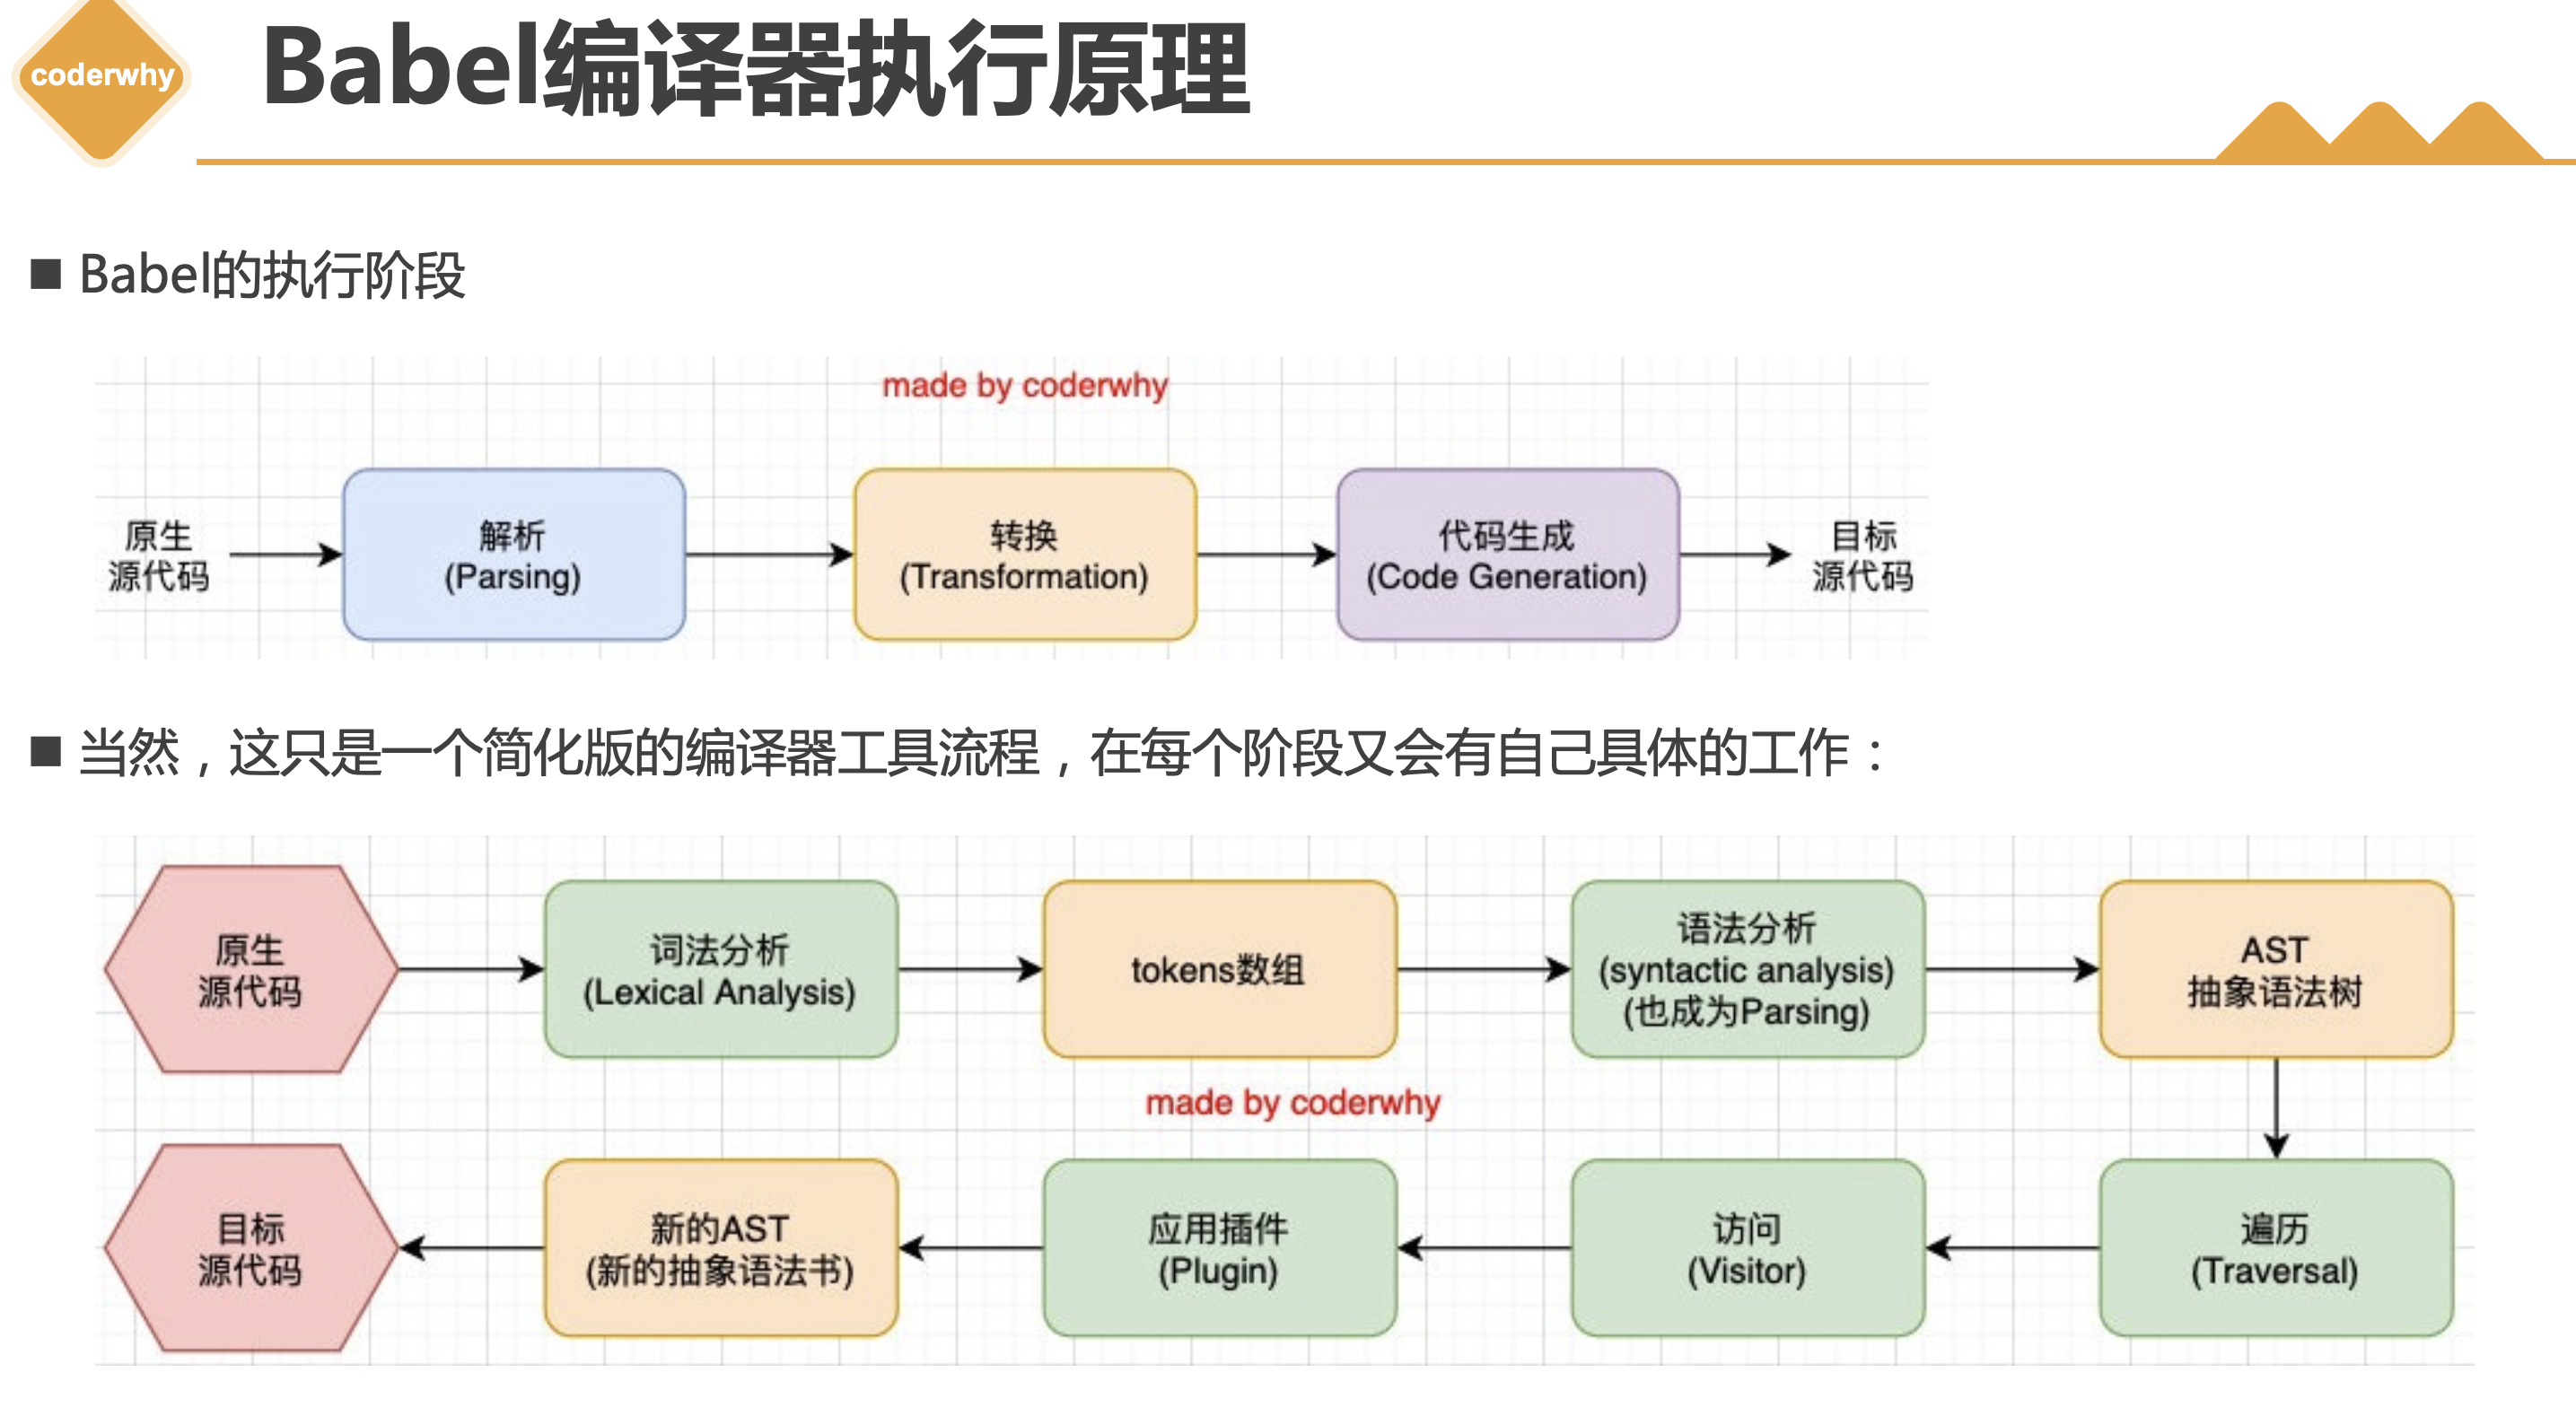 coderwhy
Babel编译器执行原理
■ Babel的执行阶段
made by coderwhy
原生
源代码
解析
(Parsing)
转换
(Transformation)
代码生成
(Code Generation)
目标
源代码
■ 当然，这只是一个简化版的编译器工具流程，在每个阶段又会有自己具体的工作：
原生
源代码
词法分析
(Lexical Analysis)
tokens数组
语法分析
(syntactic analysis)
(也成为Parsing)
AST
抽象语法树
made by coderwhy
目标
源代码
新的AST
(新的抽象语法书)
应用插件
(Plugin)
访问
(Visitor)
遍历
(Traversal)